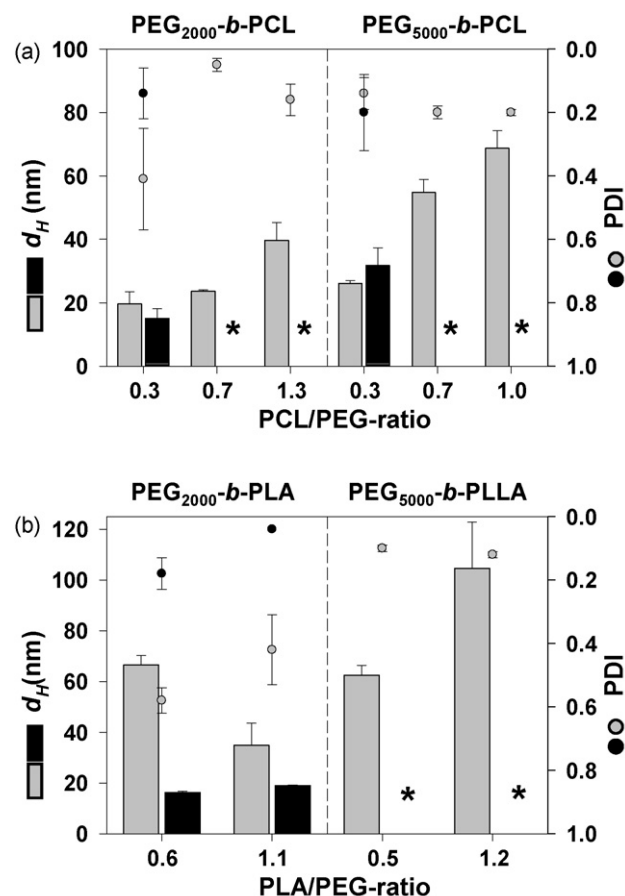 (a)
PEG2000-b-PCL PEG5000-b-PCL
100 0.0
80 0.2
60 0.4
40 0.6
20 0.8
0 1.0
dH (nm)
PDI
* * * *
0.3 0.7 1.3 0.3 0.7 1.0
PCL/PEG-ratio
(b)
PEG2000-b-PLA PEG5000-b-PLLA
120 0.0
100 0.2
80
60 0.4
40 0.6
20 0.8
0 1.0
dH (nm)
PDI
* *
0.6 1.1 0.5 1.2
PLA/PEG-ratio